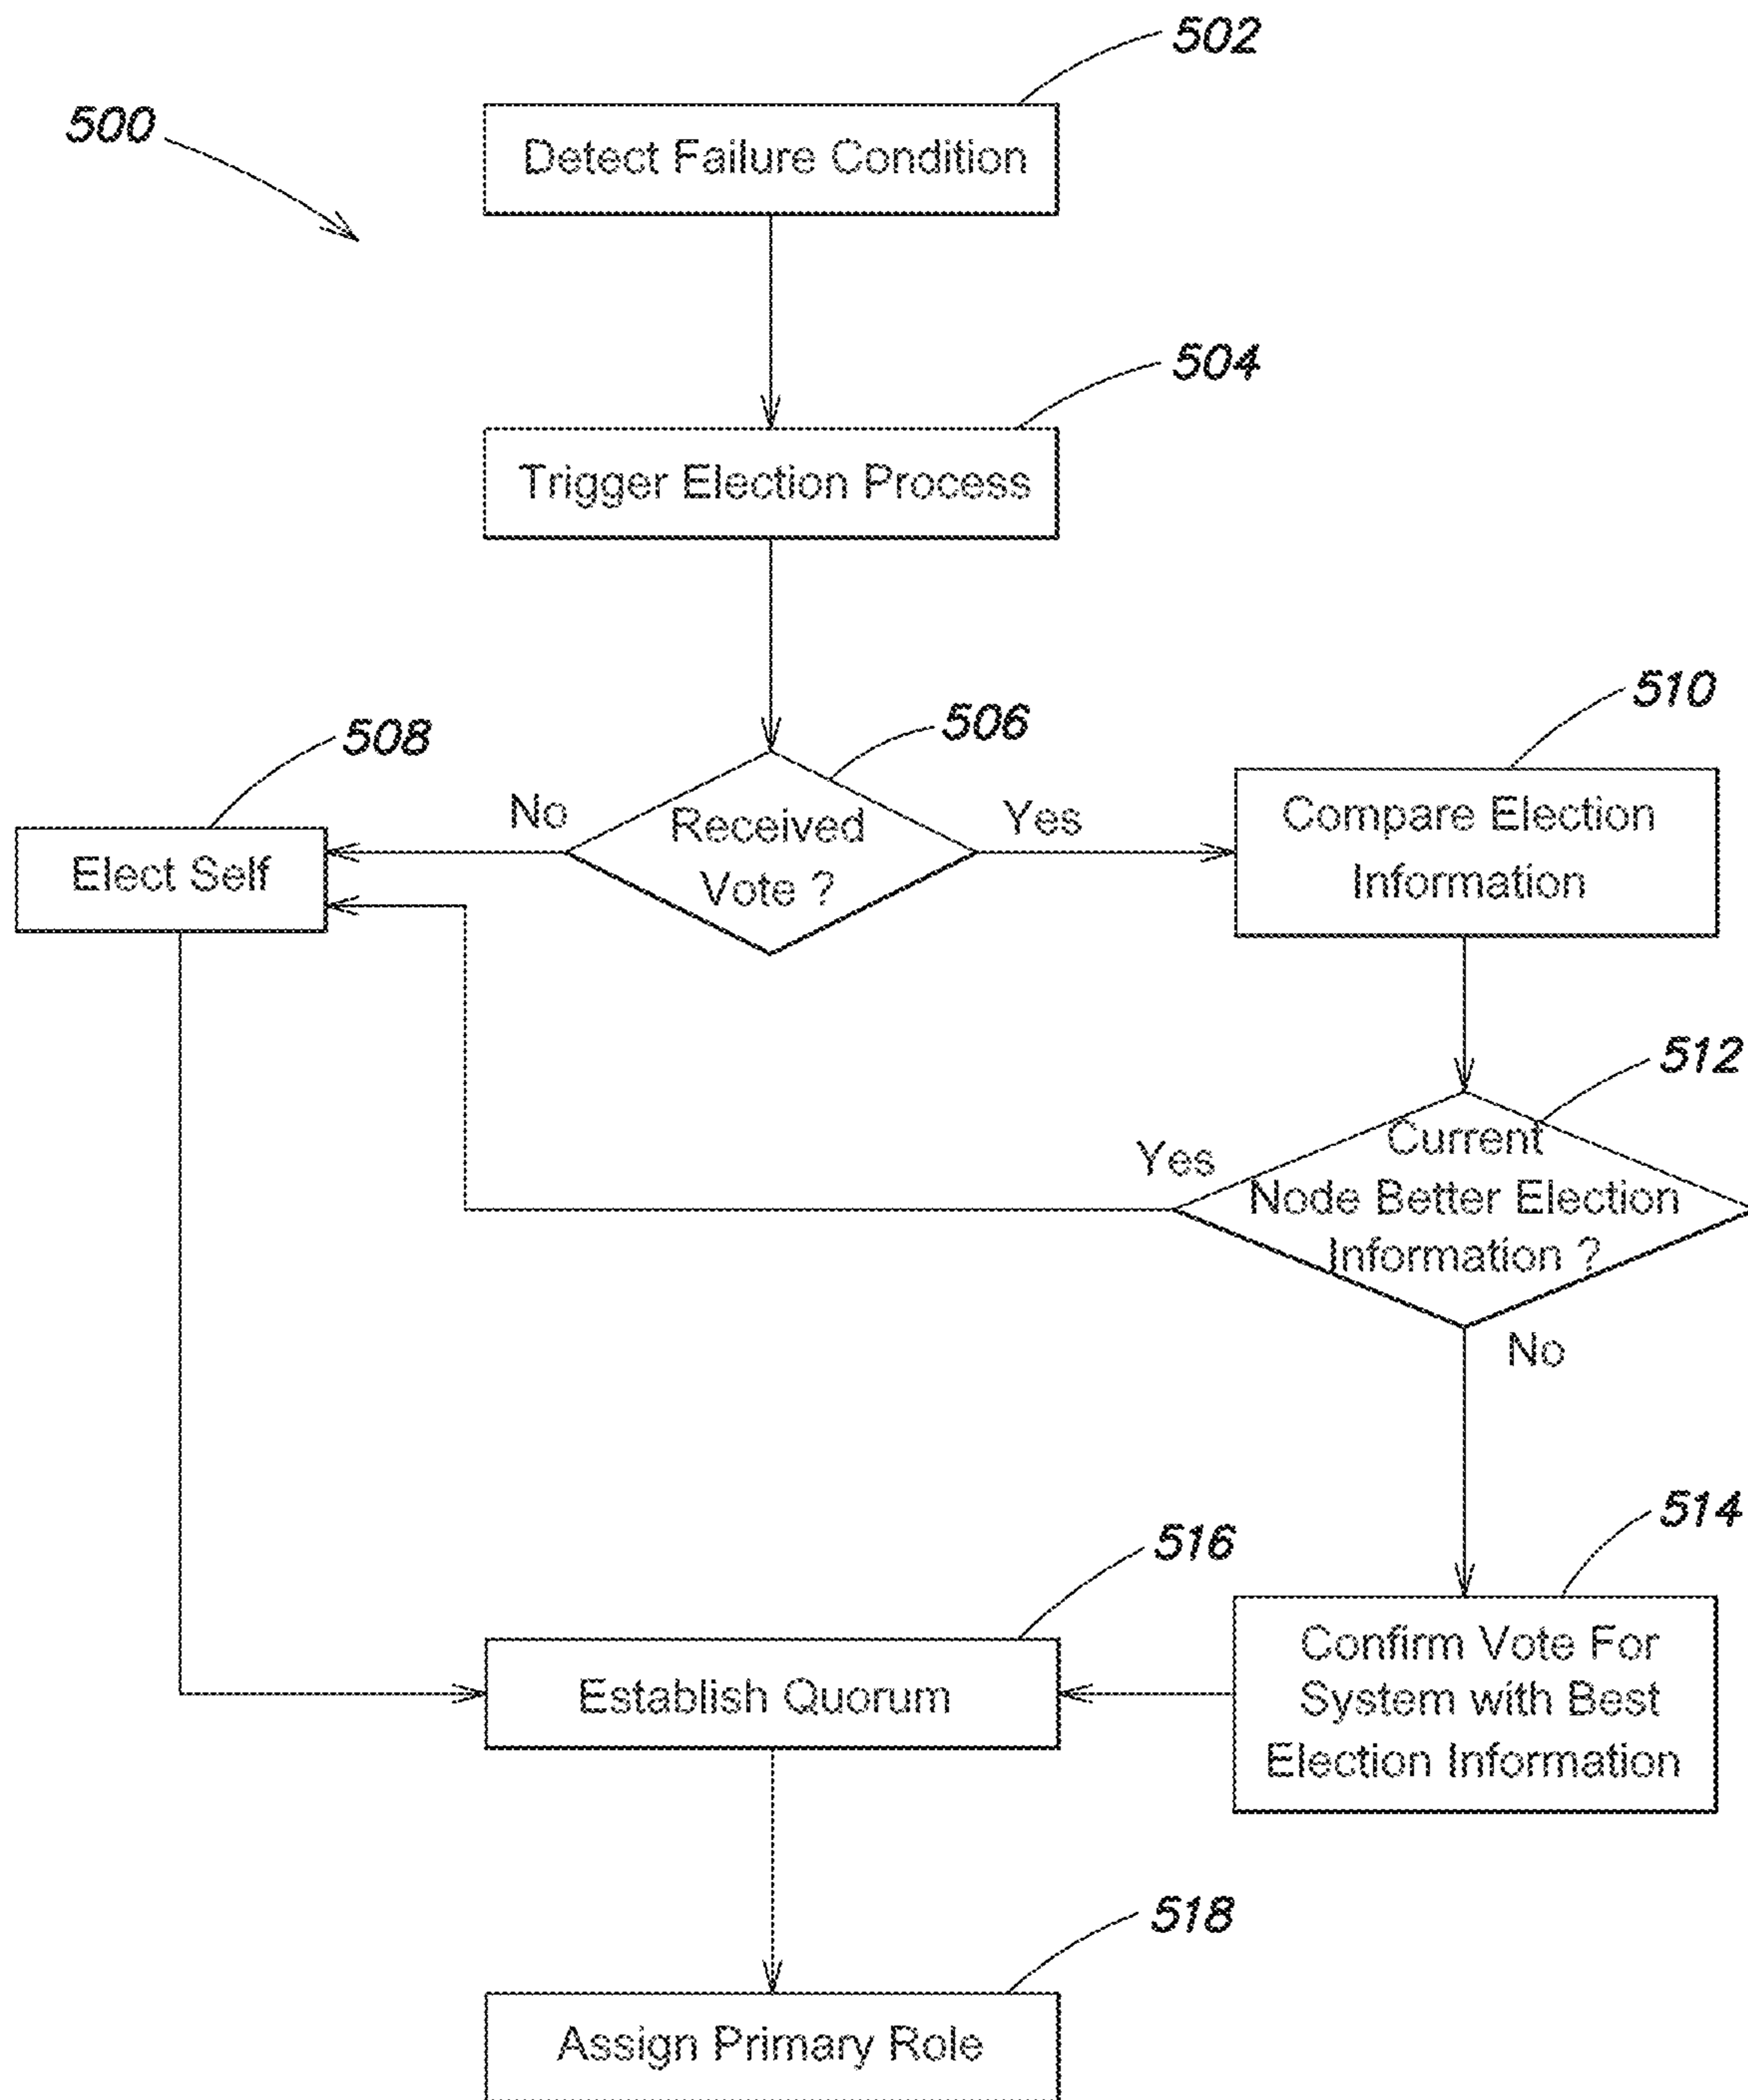 502
500
Detect Failure Condition
504
Trigger Election Process
510
506
508
No
Received
Vote ?
Yes
Compare Election
Information
Elect Self
512
Yes
Current
Node Better Election
Information ?
No
514
516
Confirm Vote For
System with Best
Election Information
Establish Quorum
518
Assign Primary Role